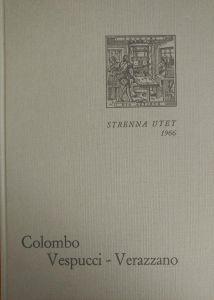 STRENNA UTET
1966
Colombo
Vespucci - Verazzano